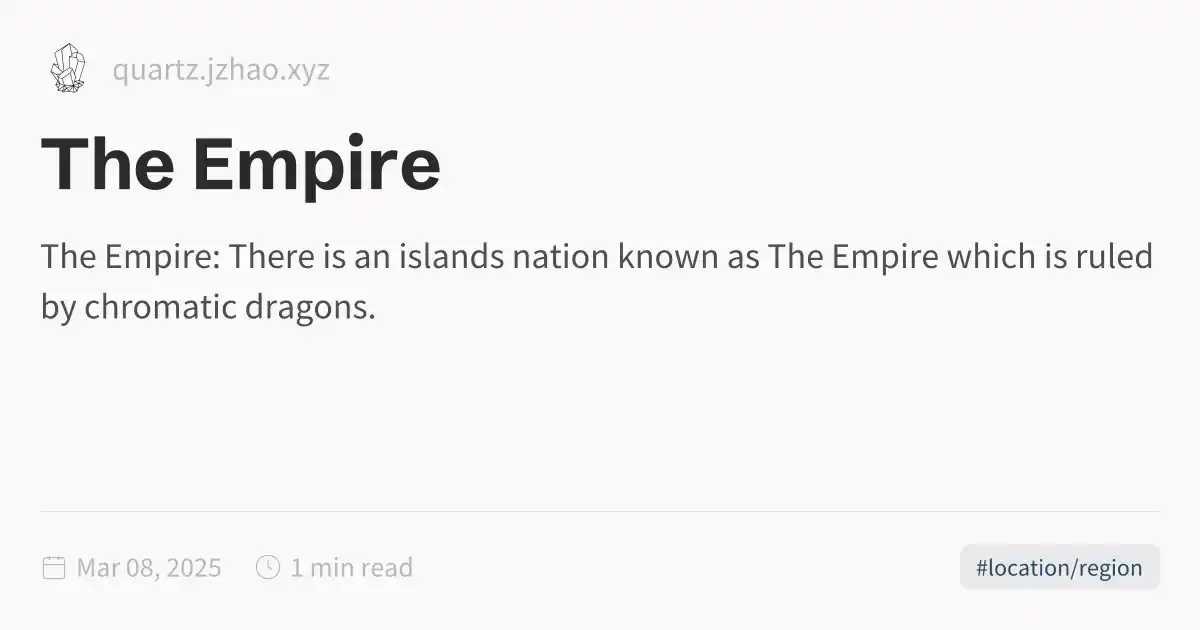 quartz.jzhao.xyz
The Empire
The Empire: There is an islands nation known as The Empire which is ruled
by chromatic dragons.
Mar 08, 2025
1 min read
#location/region